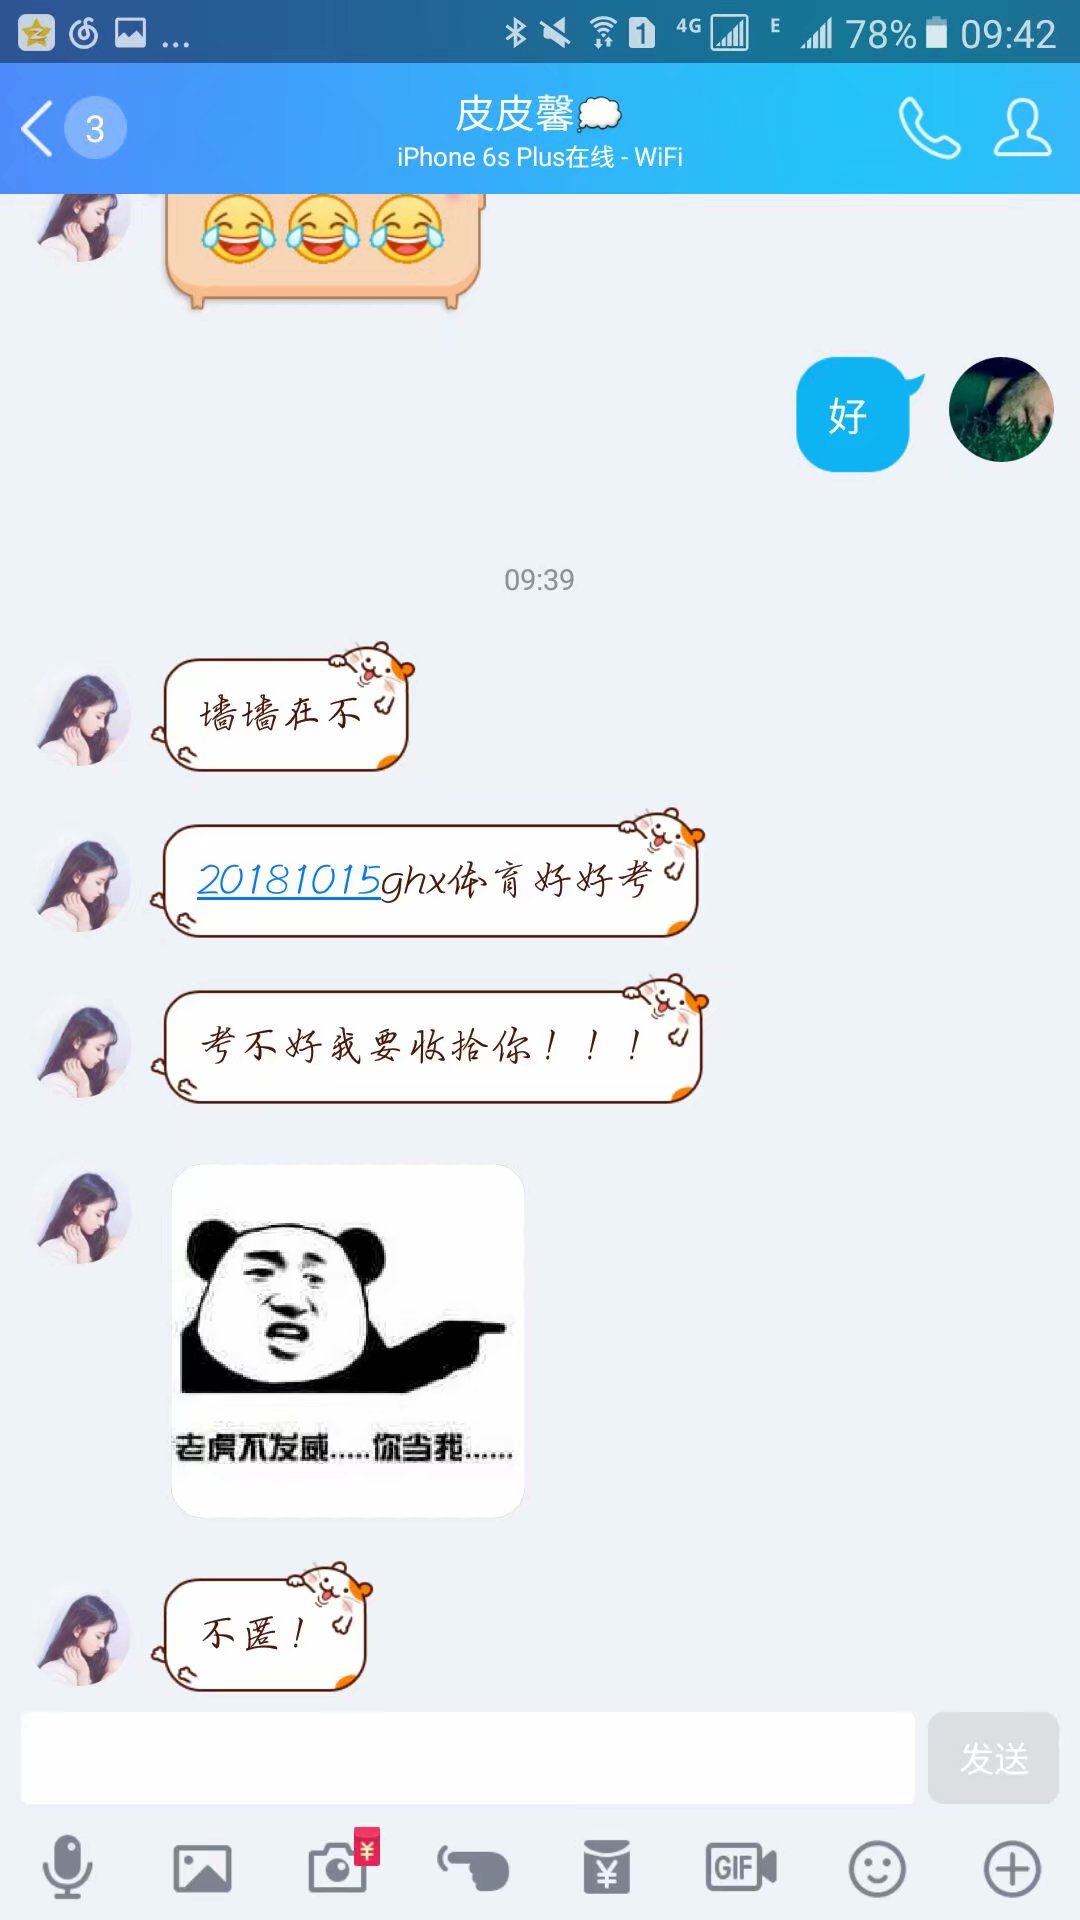 4G E 78% 09:42
3
皮皮馨
iPhone 6s Plus在线 - WiFi
好
09:39
墙墙在不
20181015ghx体育好好考
考不好我要收拾你！！！
老虎不发威.....你当我......
不匿！
发送
GIF